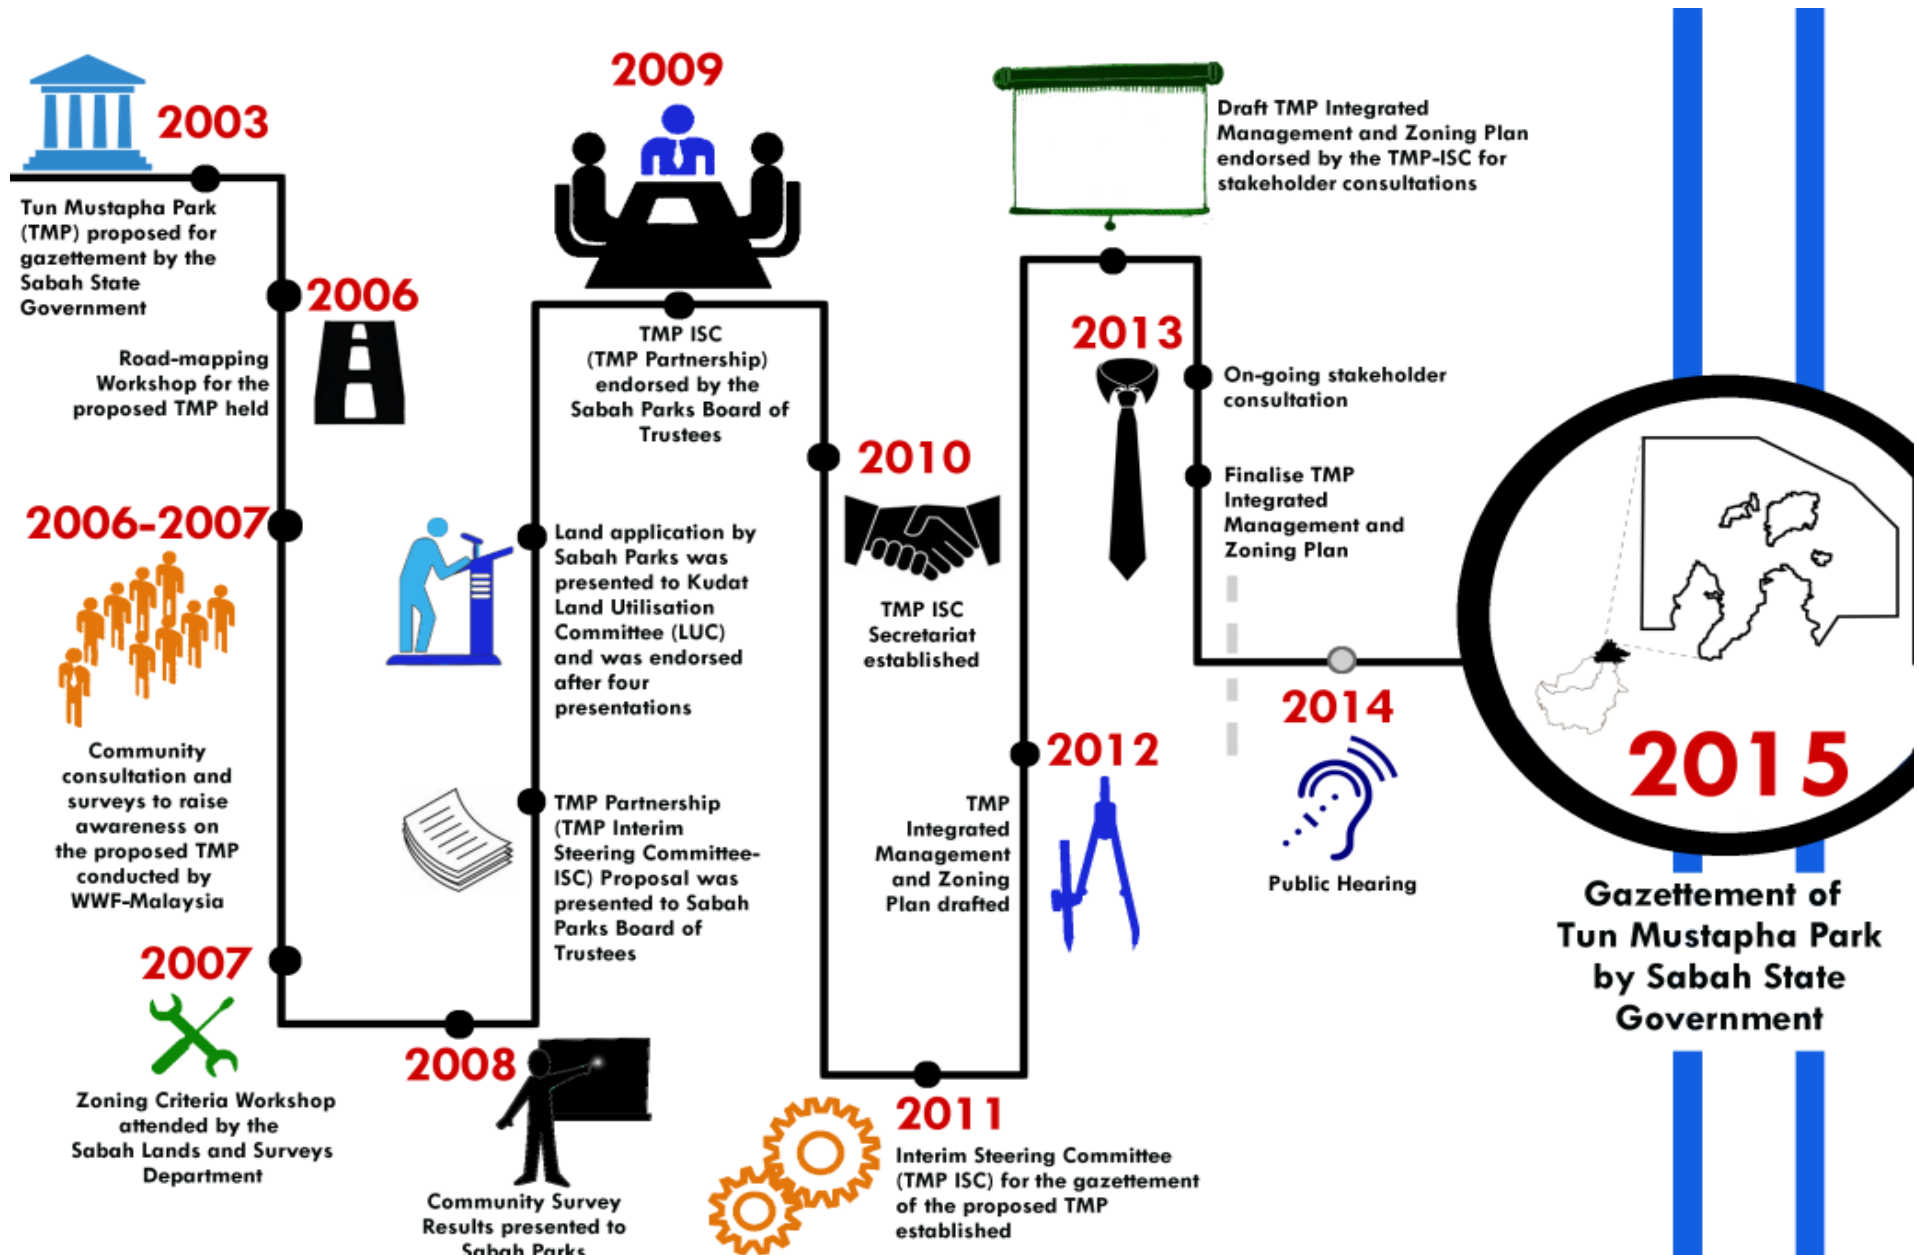 2003
Tun Mustapha Park
(TMP) proposed for
gazettement by the
Sabah State
Government
2006
Road-mapping
Workshop for the
proposed TMP held
2006-2007
Community
consultation and
surveys to raise
awareness on
the proposed TMP
conducted by
WWF-Malaysia
2007
Zoning Criteria Workshop
attended by the
Sabah Lands and Surveys
Department
2008
Community Survey
Results presented to
Sabah Parks
TMP Partnership
(TMP Interim
Steering Committee-
ISC) Proposal was
presented to Sabah
Parks Board of
Trustees
Land application by
Sabah Parks was
presented to Kudat
Land Utilisation
Committee (LUC)
and was endorsed
after four
presentations
2009
TMP ISC
(TMP Partnership)
endorsed by the
Sabah Parks Board of
Trustees
2010
TMP ISC
Secretariat
established
2011
Interim Steering Committee
(TMP ISC) for the gazettement
of the proposed TMP
established
2012
TMP
Integrated
Management
and Zoning
Plan drafted
Draft TMP Integrated
Management and Zoning Plan
endorsed by the TMP-ISC for
stakeholder consultations
2013
On-going stakeholder
consultation
Finalise TMP
Integrated
Management and
Zoning Plan
2014
Public Hearing
2015
Gazettement of
Tun Mustapha Park
by Sabah State
Government